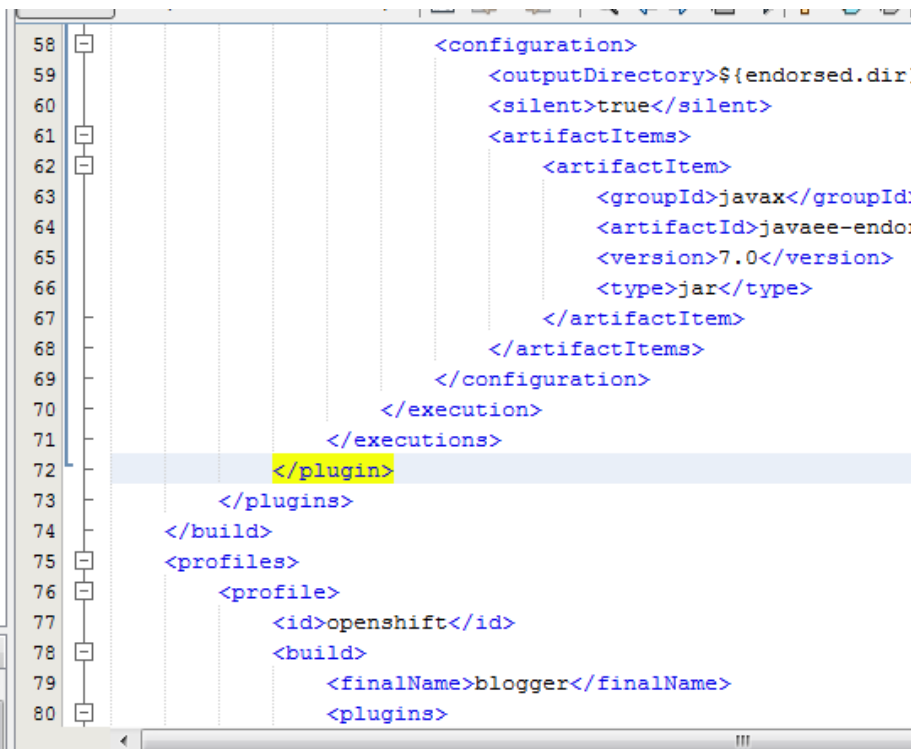 58 <configuration>
59 <outputDirectory>${endorsed.dir}
60 <silent>true</silent>
61 <artifactItems>
62 <artifactItem>
63 <groupId>javax</groupId>
64 <artifactId>javaee-endor
65 <version>7.0</version>
66 <type>jar</type>
67 </artifactItem>
68 </artifactItems>
69 </configuration>
70 </execution>
71 </executions>
72 </plugin>
73 </plugins>
74 </build>
75 <profiles>
76 <profile>
77 <id>openshift</id>
78 <build>
79 <finalName>blogger</finalName>
80 <plugins>